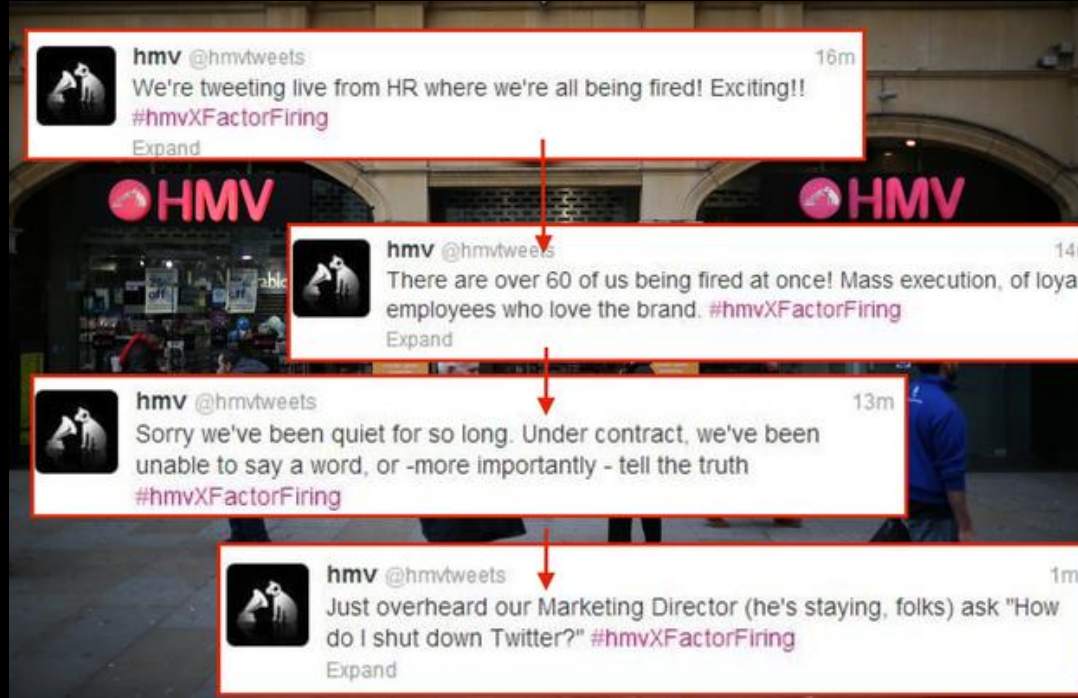 hmv @hmvtweets 16m
We're tweeting live from HR where we're all being fired! Exciting!!
#hmvXFactorFiring
Expand
HMV
HMV
hmv @hmvtweets 14
There are over 60 of us being fired at once! Mass execution, of loya
employees who love the brand. #hmvXFactorFiring
Expand
off
off
hmv @hmvtweets 13m
Sorry we've been quiet for so long. Under contract, we've been
unable to say a word, or -more importantly - tell the truth
#hmvXFactorFiring
hmv @hmvtweets 1m
Just overheard our Marketing Director (he's staying, folks) ask "How
do I shut down Twitter?" #hmvXFactorFiring
Expand